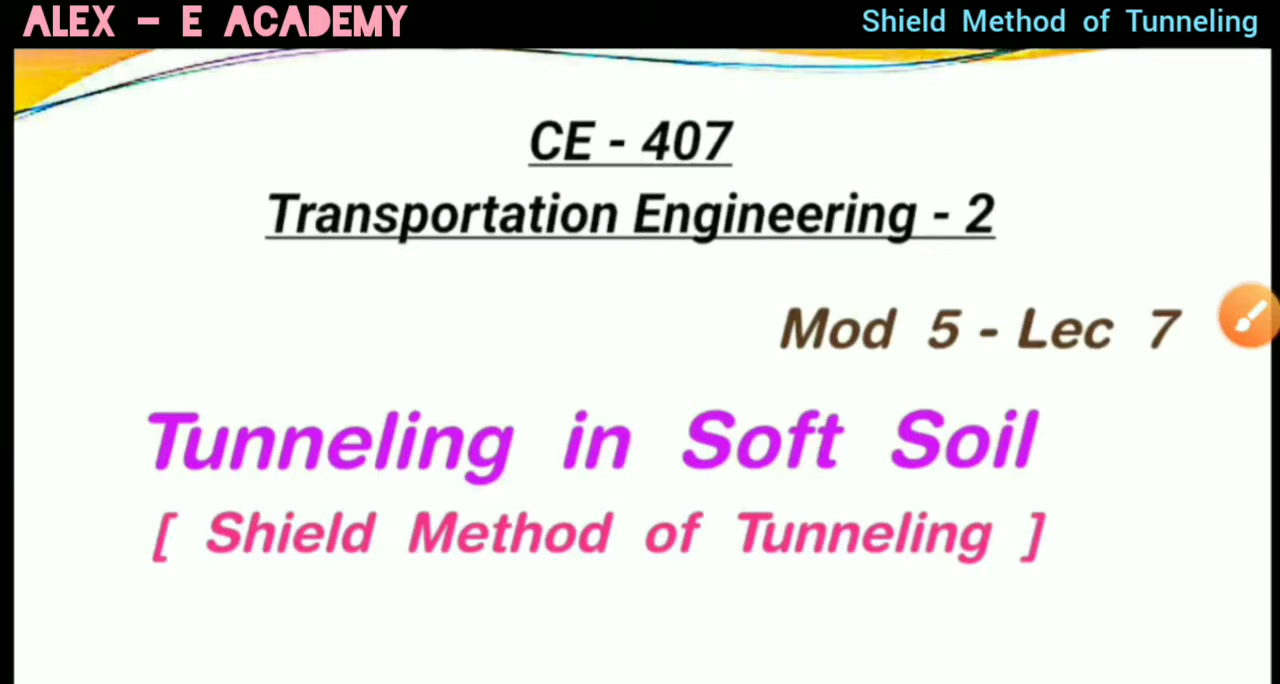 ALEX - E ACADEMY
Shield Method of Tunneling
CE - 407
Transportation Engineering - 2
Mod 5 - Lec 7
Tunneling in Soft Soil
[ Shield Method of Tunneling ]